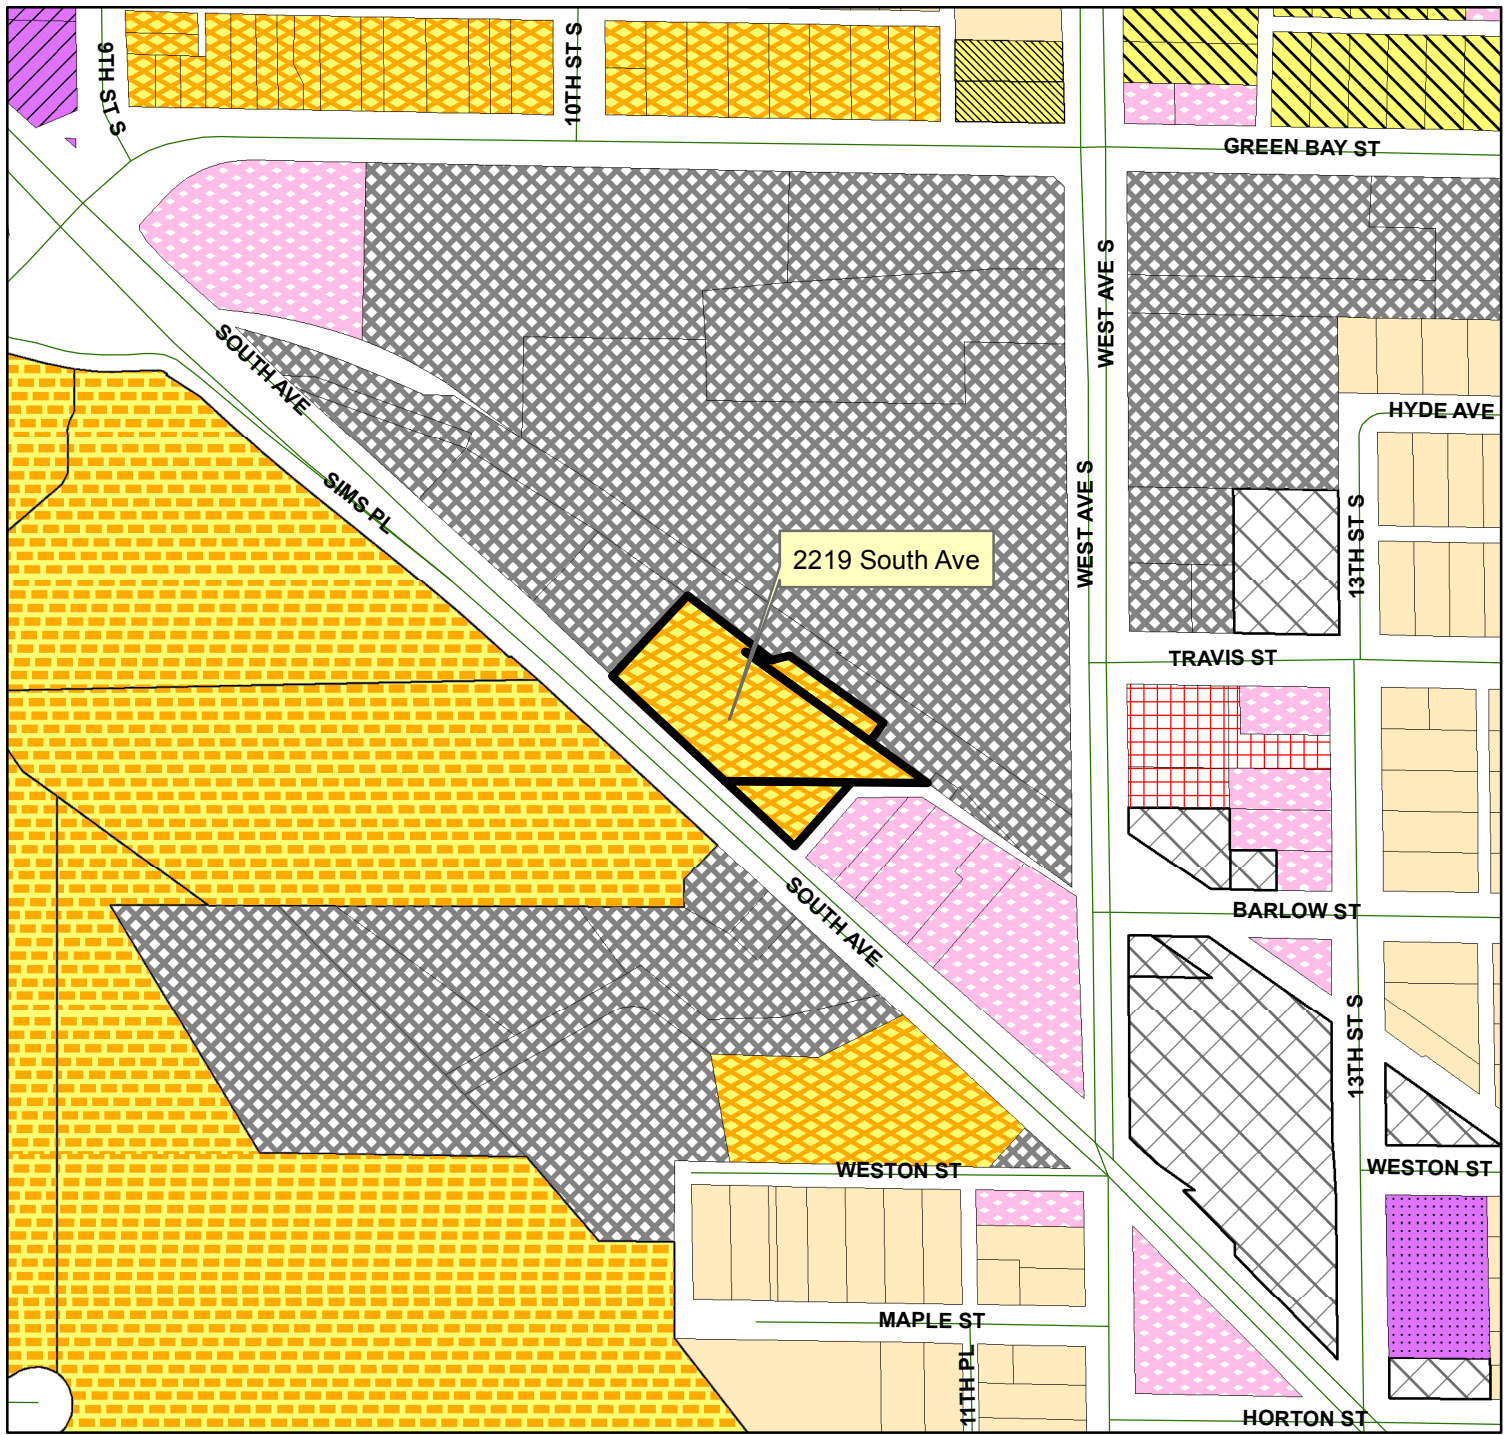 9TH ST S
10TH ST S
GREEN BAY ST
WEST AVE S
SOUTH AVE
HYDE AVE
SIMS PL
WEST AVE S
13TH ST S
2219 South Ave
TRAVIS ST
BARLOW ST
SOUTH AVE
13TH ST S
WESTON ST
WESTON ST
MAPLE ST
11TH PL
HORTON ST